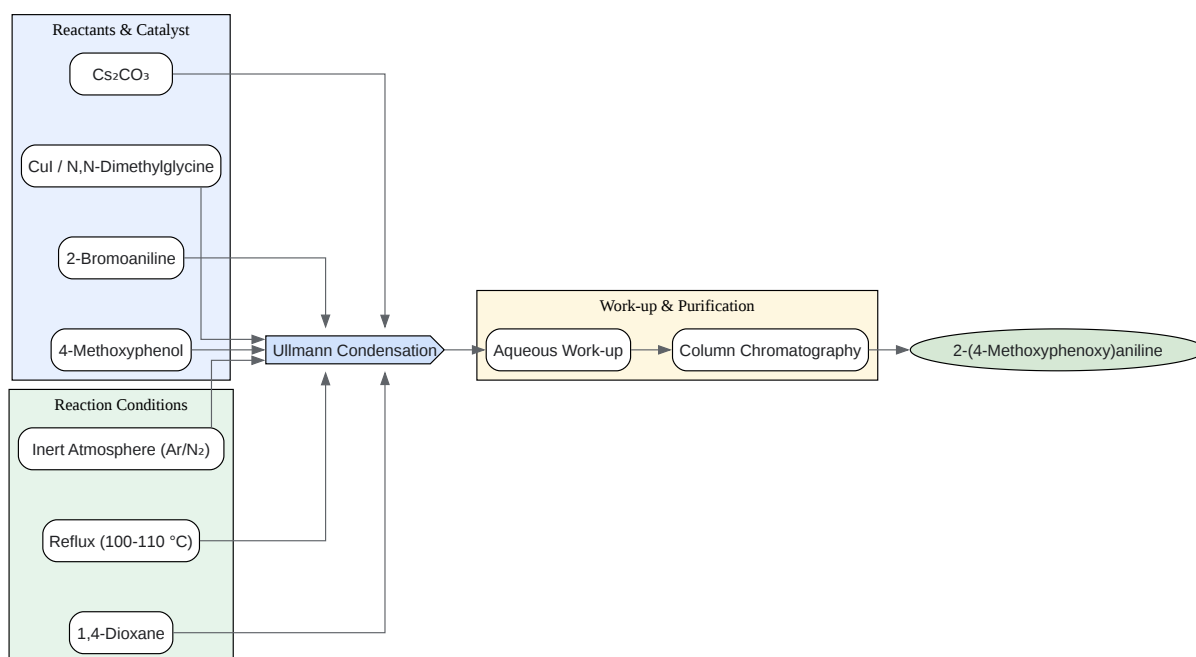 Reactants & Catalyst
Cs₂CO₃
CuI / N,N-Dimethylglycine
2-Bromoaniline
4-Methoxyphenol
Reaction Conditions
Inert Atmosphere (Ar/N₂)
Reflux (100-110 °C)
1,4-Dioxane
Ullmann Condensation
Work-up & Purification
Aqueous Work-up
Column Chromatography
2-(4-Methoxyphenoxy)aniline